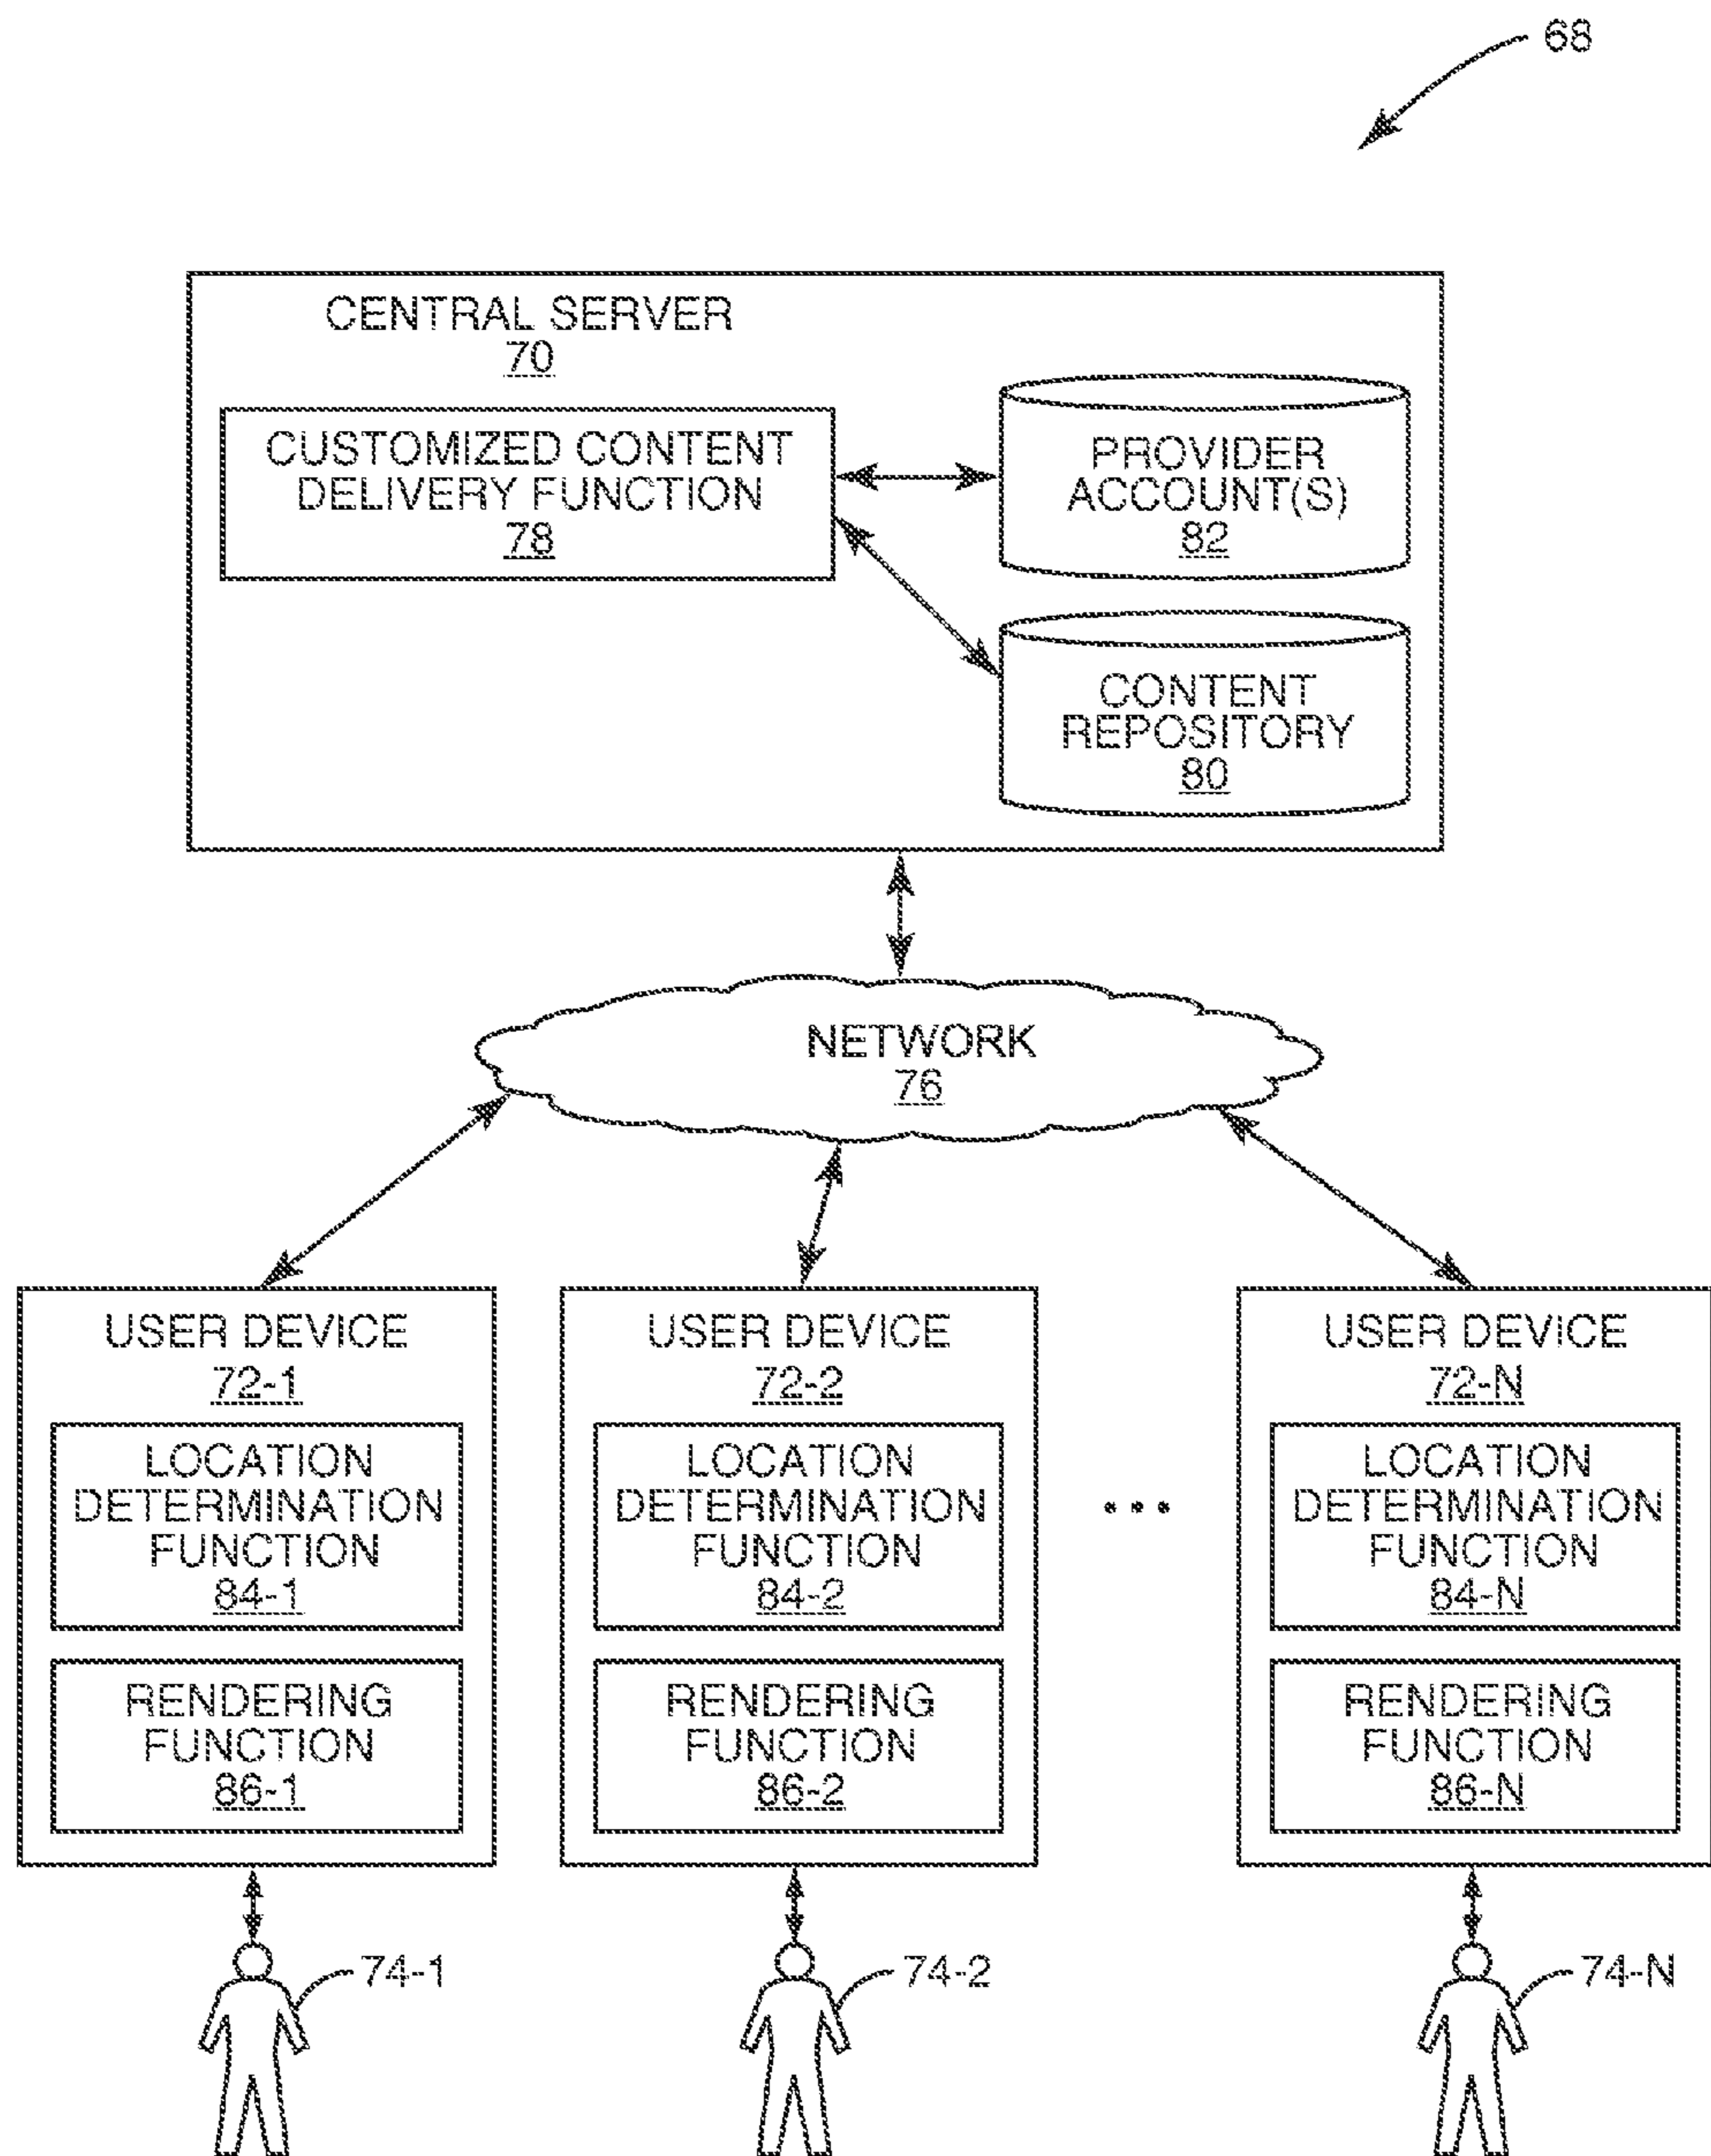 68
CENTRAL SERVER
70
CUSTOMIZED CONTENT
DELIVERY FUNCTION
78
PROVIDER
ACCOUNT(S)
82
CONTENT
REPOSITORY
80
NETWORK
76
USER DEVICE
72-1
LOCATION
DETERMINATION
FUNCTION
84-1
RENDERING
FUNCTION
86-1
74-1
USER DEVICE
72-2
LOCATION
DETERMINATION
FUNCTION
84-2
RENDERING
FUNCTION
86-2
74-2
...
USER DEVICE
72-N
LOCATION
DETERMINATION
FUNCTION
84-N
RENDERING
FUNCTION
86-N
74-N